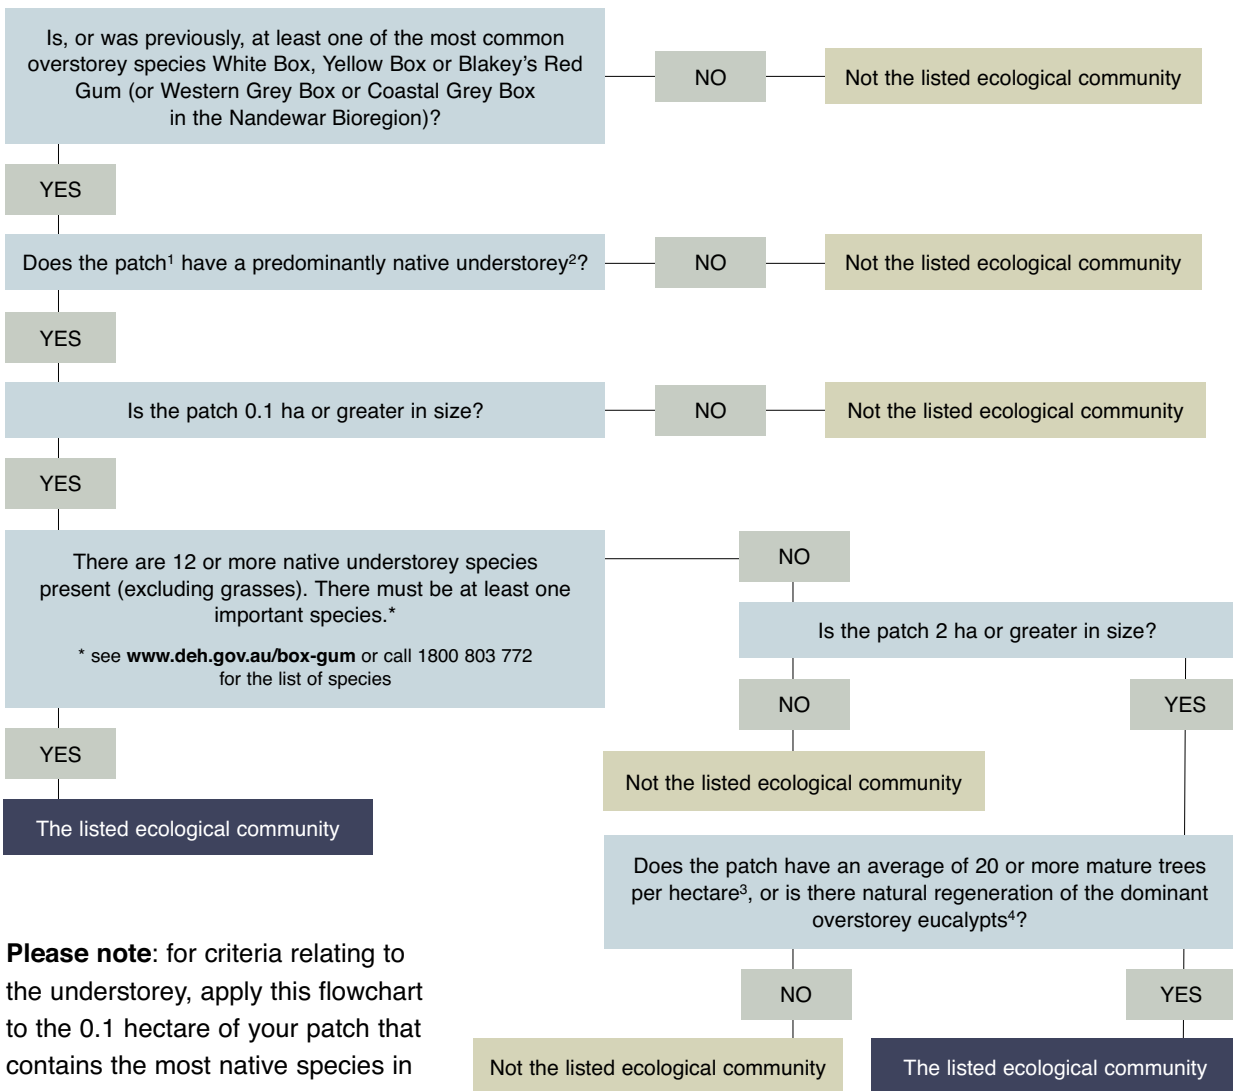 Is, or was previously, at least one of the most common
overstorey species White Box, Yellow Box or Blakey's Red
Gum (or Western Grey Box or Coastal Grey Box
in the Nandewar Bioregion)?
NO
Not the listed ecological community
YES
Does the patch¹ have a predominantly native understorey²?
NO
Not the listed ecological community
YES
Is the patch 0.1 ha or greater in size?
NO
Not the listed ecological community
YES
There are 12 or more native understorey species
present (excluding grasses). There must be at least one
important species.*
* see www.deh.gov.au/box-gum or call 1800 803 772
for the list of species
NO
Is the patch 2 ha or greater in size?
NO
YES
YES
Not the listed ecological community
The listed ecological community
Does the patch have an average of 20 or more mature trees
per hectare³, or is there natural regeneration of the dominant
overstorey eucalypts⁴?
NO
YES
Not the listed ecological community
The listed ecological community
Please note: for criteria relating to
the understorey, apply this flowchart
to the 0.1 hectare of your patch that
contains the most native species in